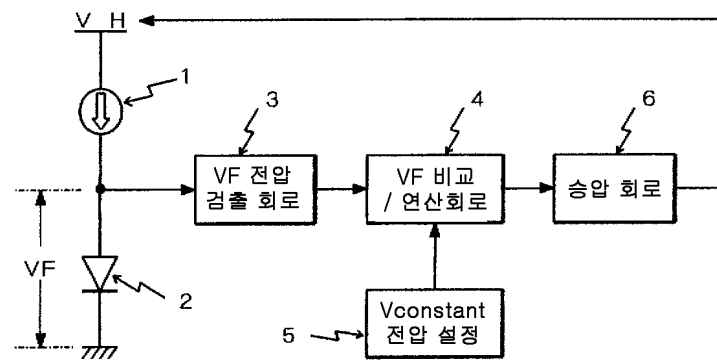 V H
1
3
4
6
VF 전압
검출 회로
VF 비교
/ 연산회로
승압 회로
VF
2
5
Vconstant
전압 설정